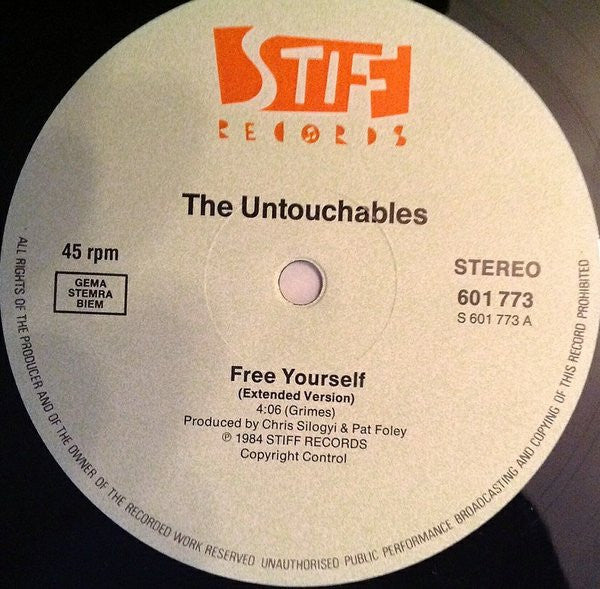 STIFF
RECORDS
The Untouchables
45 rpm
GEMA
STEMRA
BIEM
STEREO
601 773
S 601 773 A
Free Yourself
(Extended Version)
4:06 (Grimes)
Produced by Chris Silogyi & Pat Foley
℗ 1984 STIFF RECORDS
Copyright Control
ALL RIGHTS OF THE PRODUCER AND OF THE OWNER OF THE RECORDED WORK RESERVED UNAUTHORISED PUBLIC PERFORMANCE BROADCASTING AND COPYING OF THIS RECORD PROHIBITED